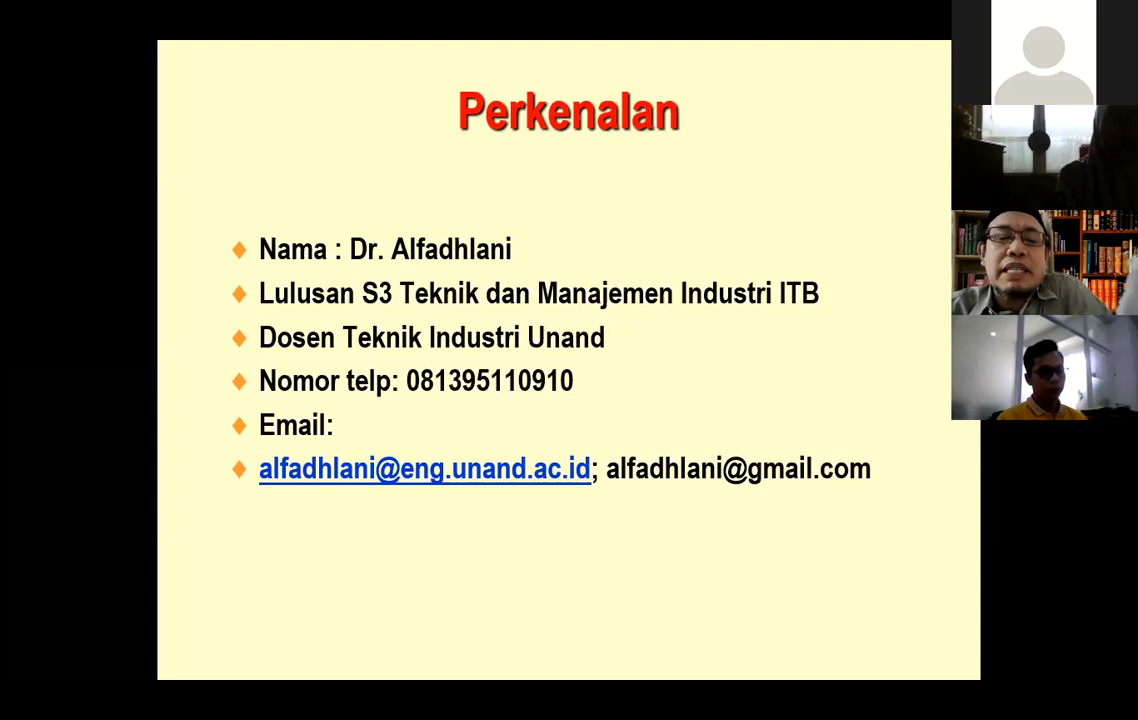 Perkenalan
Nama : Dr. Alfadhlani
Lulusan S3 Teknik dan Manajemen Industri ITB
Dosen Teknik Industri Unand
Nomor telp: 081395110910
Email:
alfadhlani@eng.unand.ac.id; alfadhlani@gmail.com